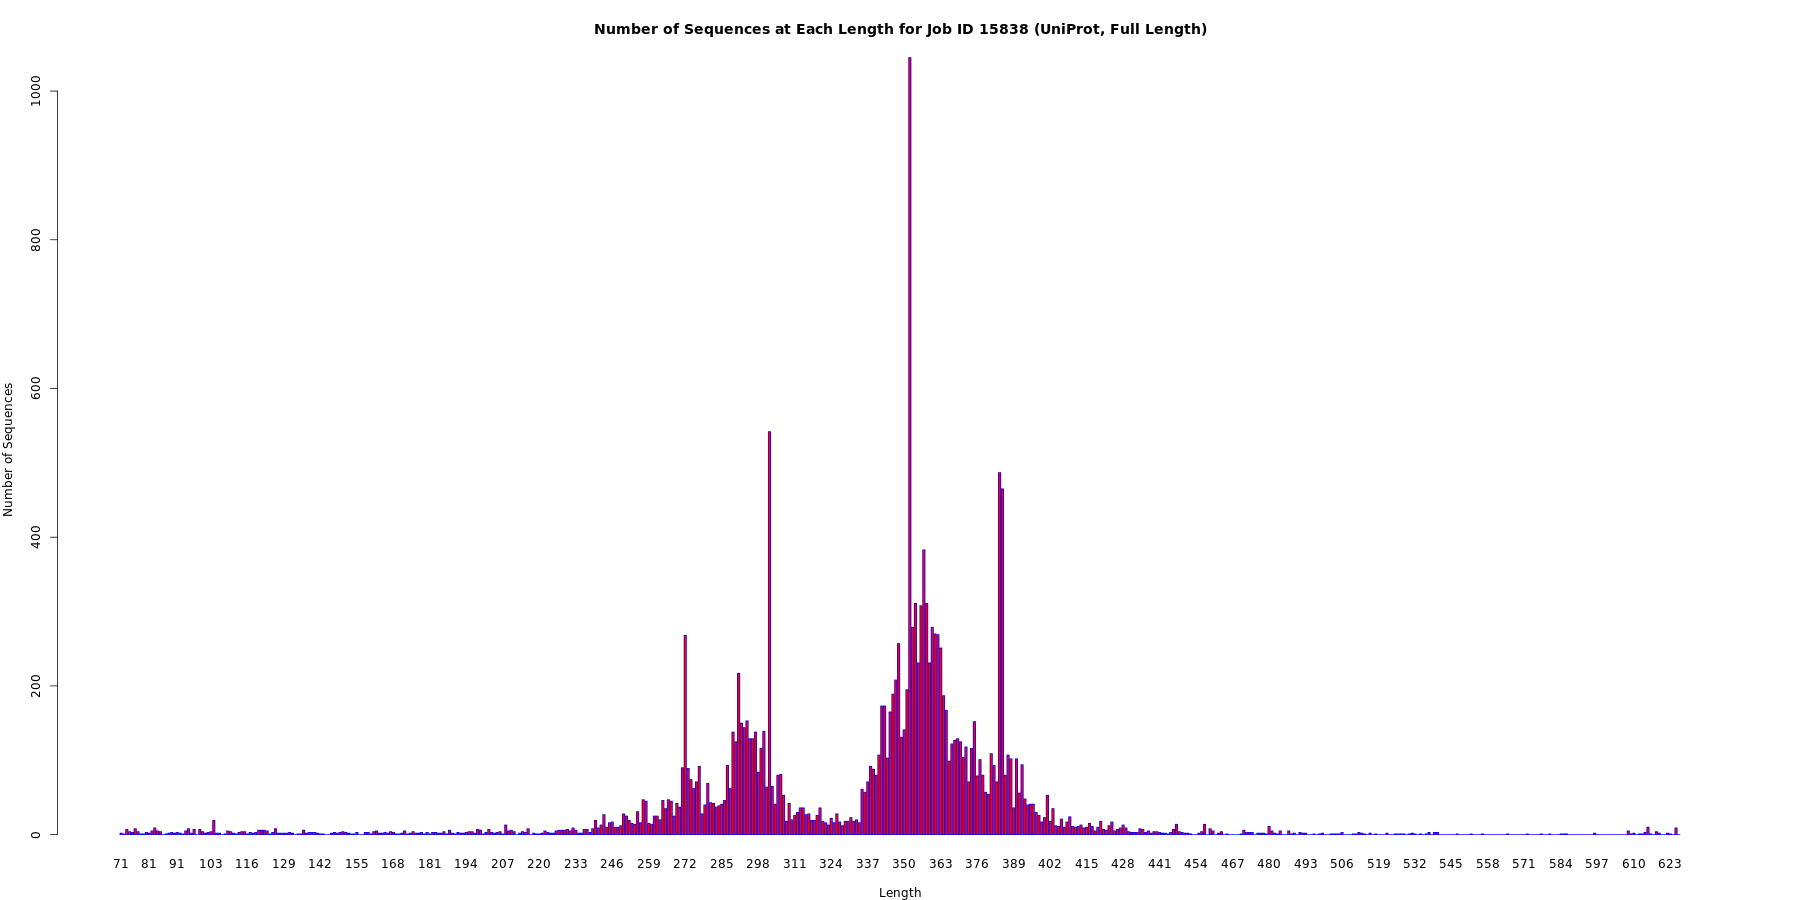 Number of Sequences at Each Length for Job ID 15838 (UniProt, Full Length)
Number of Sequences
1000
800
600
400
200
0
71 81 91 103 116 129 142 155 168 181 194 207 220 233 246 259 272 285 298 311 324 337 350 363 376 389 402 415 428 441 454 467 480 493 506 519 532 545 558 571 584 597 610 623
Length